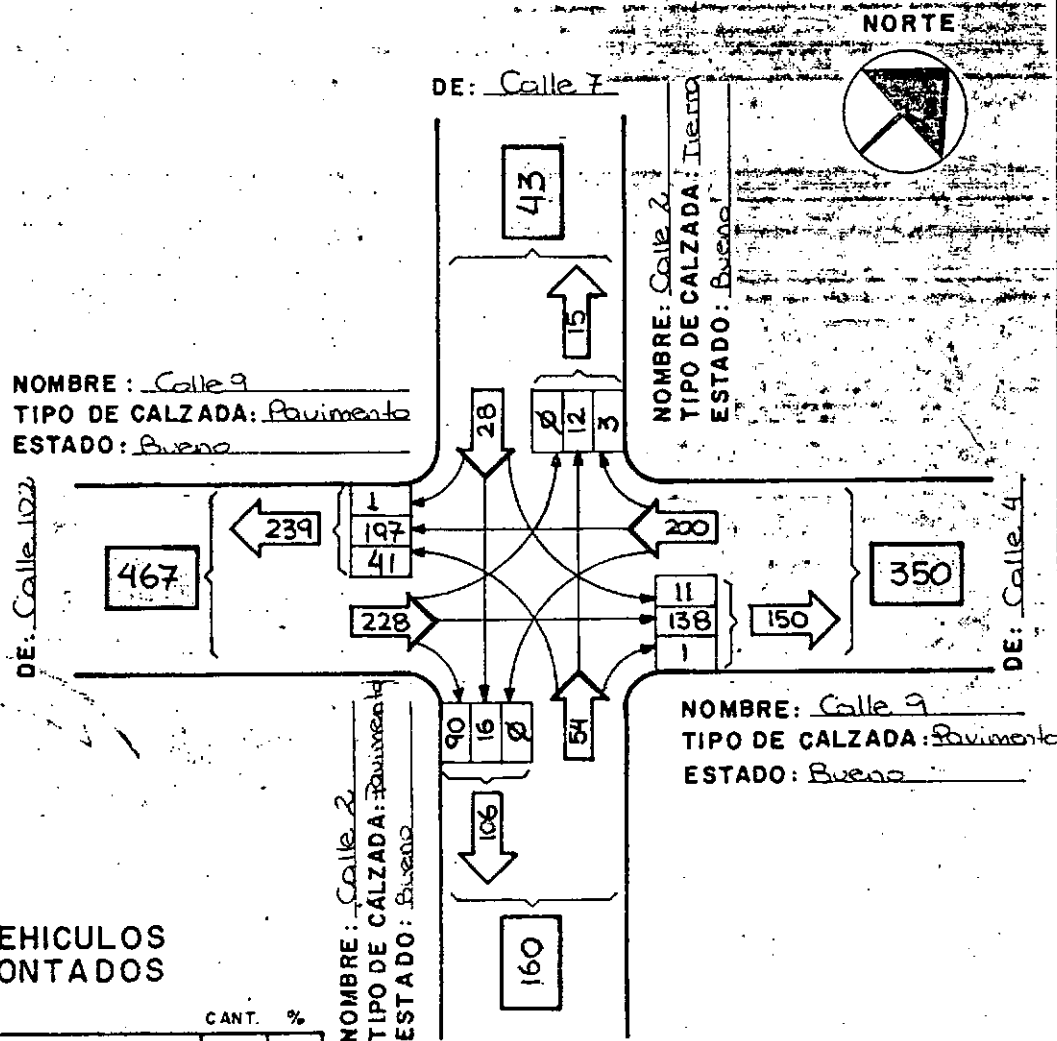 NORTE
DE: Calle 7
43
NOMBRE: Calle 2
TIPO DE CALZADA: Tierra
ESTADO: Bueno
15
NOMBRE: Calle 9
TIPO DE CALZADA: Pavimento
ESTADO: Bueno
28
Ø
12
3
DE: Calle 102
467
239
1
197
41
200
350
DE: Calle 4
228
11
138
1
150
90
16
Ø
54
NOMBRE: Calle 9
TIPO DE CALZADA: Pavimento
ESTADO: Bueno
106
160
NOMBRE: Calle 2
TIPO DE CALZADA: Pavimento
ESTADO: Bueno
EHICULOS
ONTADOS
CANT. %